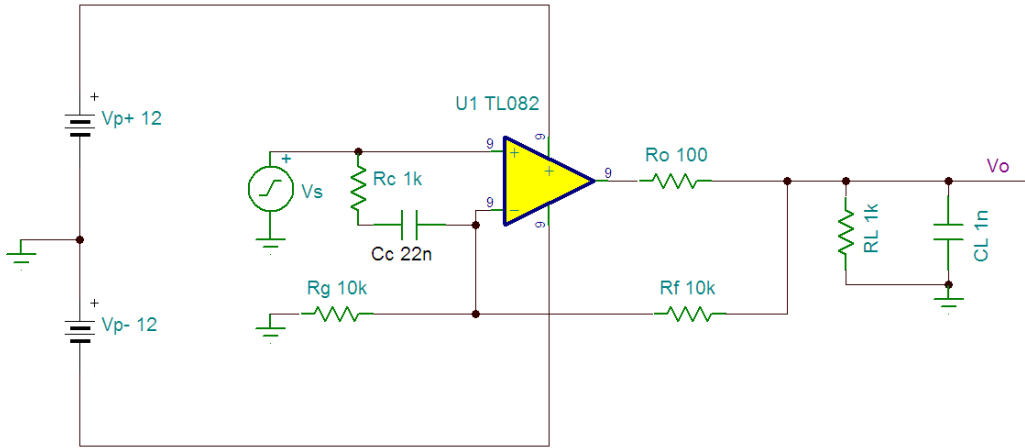 +
Vp+ 12
U1 TL082
9
9
+
+
9
Ro 100
Vo
+
Vs
Rc 1k
9
−
9
Cc 22n
RL 1k
CL 1n
Rg 10k
Rf 10k
+
Vp- 12